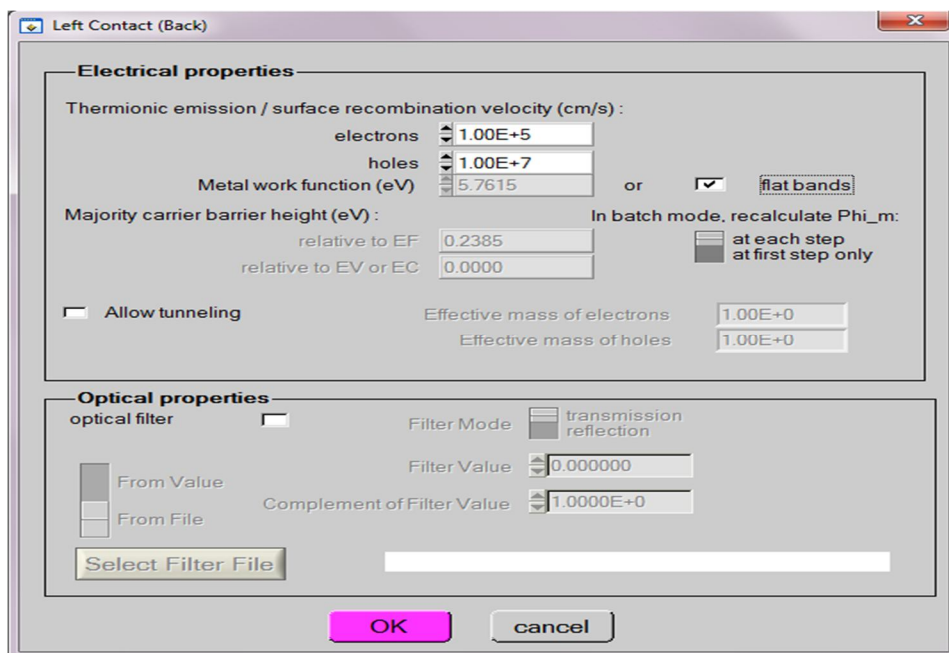 Left Contact (Back)
Electrical properties
Thermionic emission / surface recombination velocity (cm/s) :
electrons 1.00E+5
holes 1.00E+7
Metal work function (eV) 5.7615 or flat bands
Majority carrier barrier height (eV) : In batch mode, recalculate Phi_m:
relative to EF 0.2385 at each step
at first step only
relative to EV or EC 0.0000
Allow tunneling Effective mass of electrons 1.00E+0
Effective mass of holes 1.00E+0
Optical properties
optical filter Filter Mode transmission
reflection
Filter Value 0.000000
From Value
Complement of Filter Value 1.0000E+0
From File
Select Filter File
OK cancel